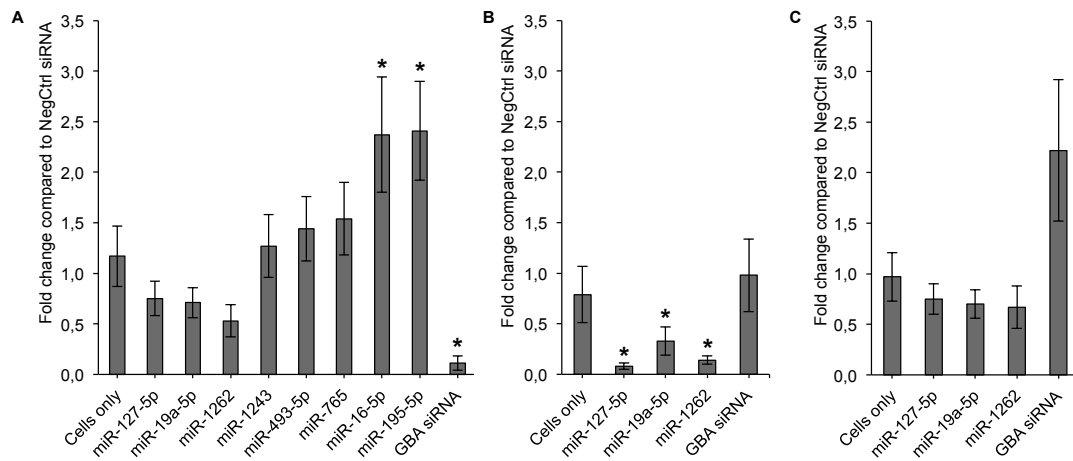 A
Fold change compared to NegCtrl siRNA
3,5
3,0
2,5
2,0
1,5
1,0
0,5
0,0
*
*
*
Cells only
miR-127-5p
miR-19a-5p
miR-1262
miR-1243
miR-493-5p
miR-765
miR-16-5p
miR-195-5p
GBA siRNA
B
Fold change compared to NegCtrl siRNA
3,5
3,0
2,5
2,0
1,5
1,0
0,5
0,0
*
*
*
Cells only
miR-127-5p
miR-19a-5p
miR-1262
GBA siRNA
C
Fold change compared to NegCtrl siRNA
3,5
3,0
2,5
2,0
1,5
1,0
0,5
0,0
Cells only
miR-127-5p
miR-19a-5p
miR-1262
GBA siRNA